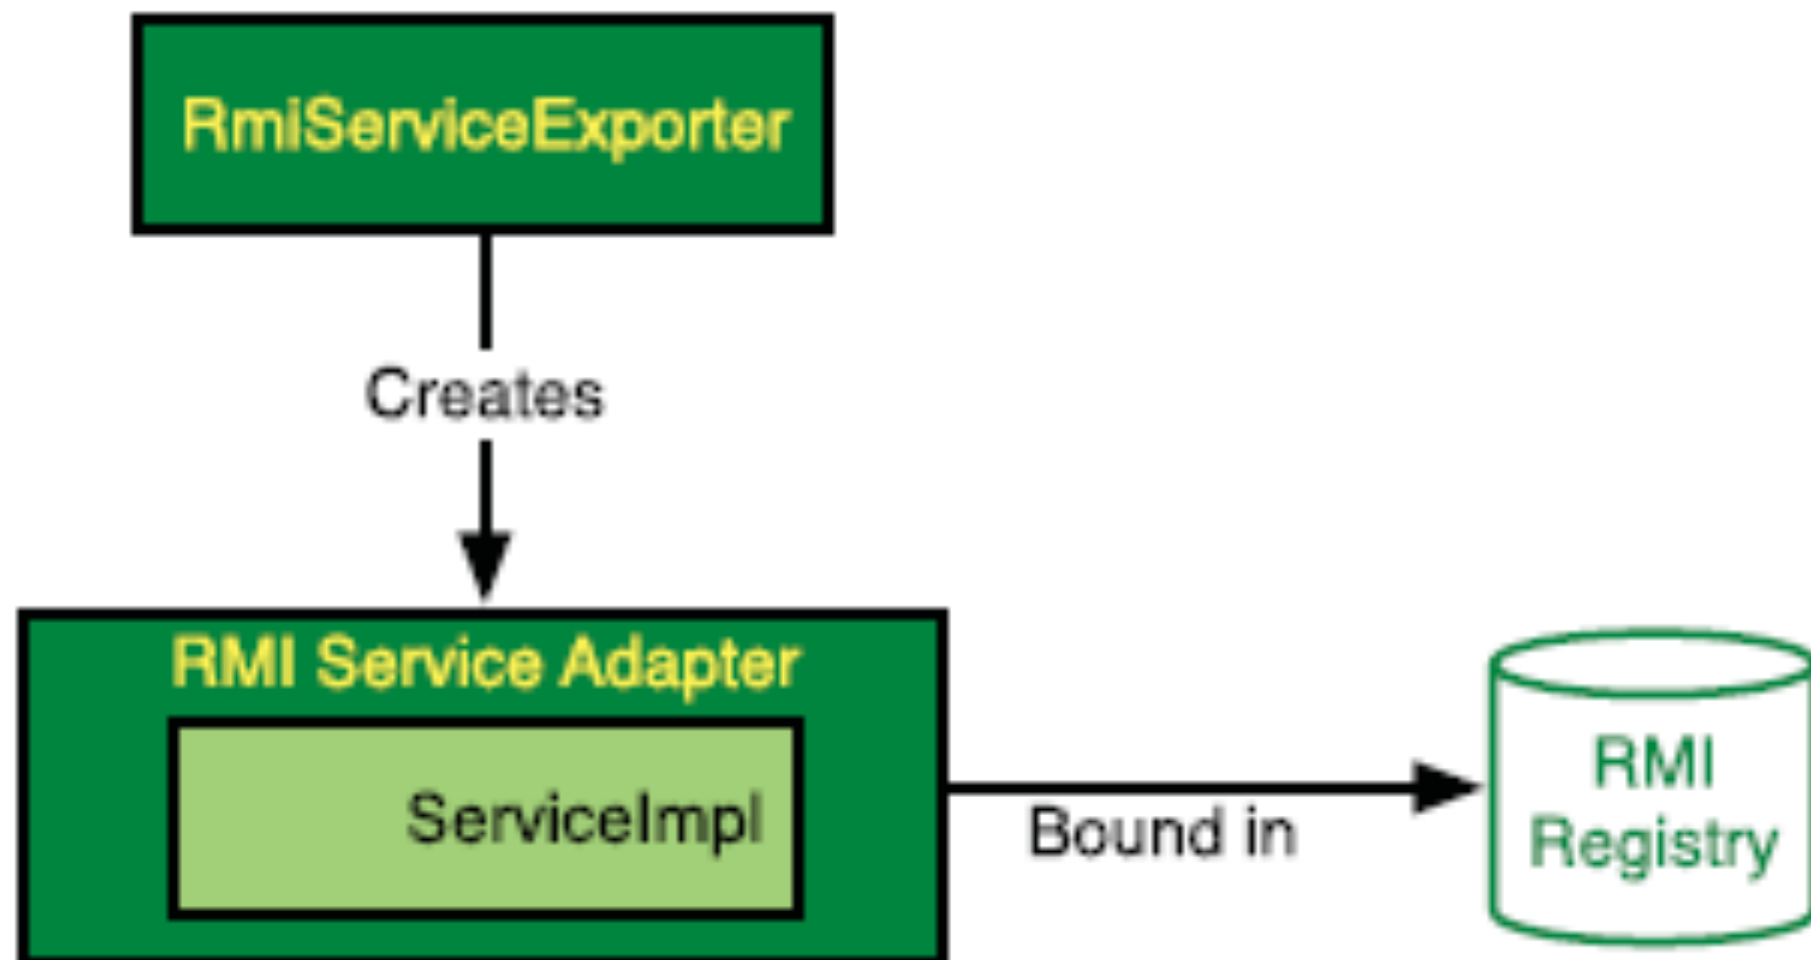 RmiServiceExporter
Creates
RMI Service Adapter
ServiceImpl
Bound in
RMI
Registry